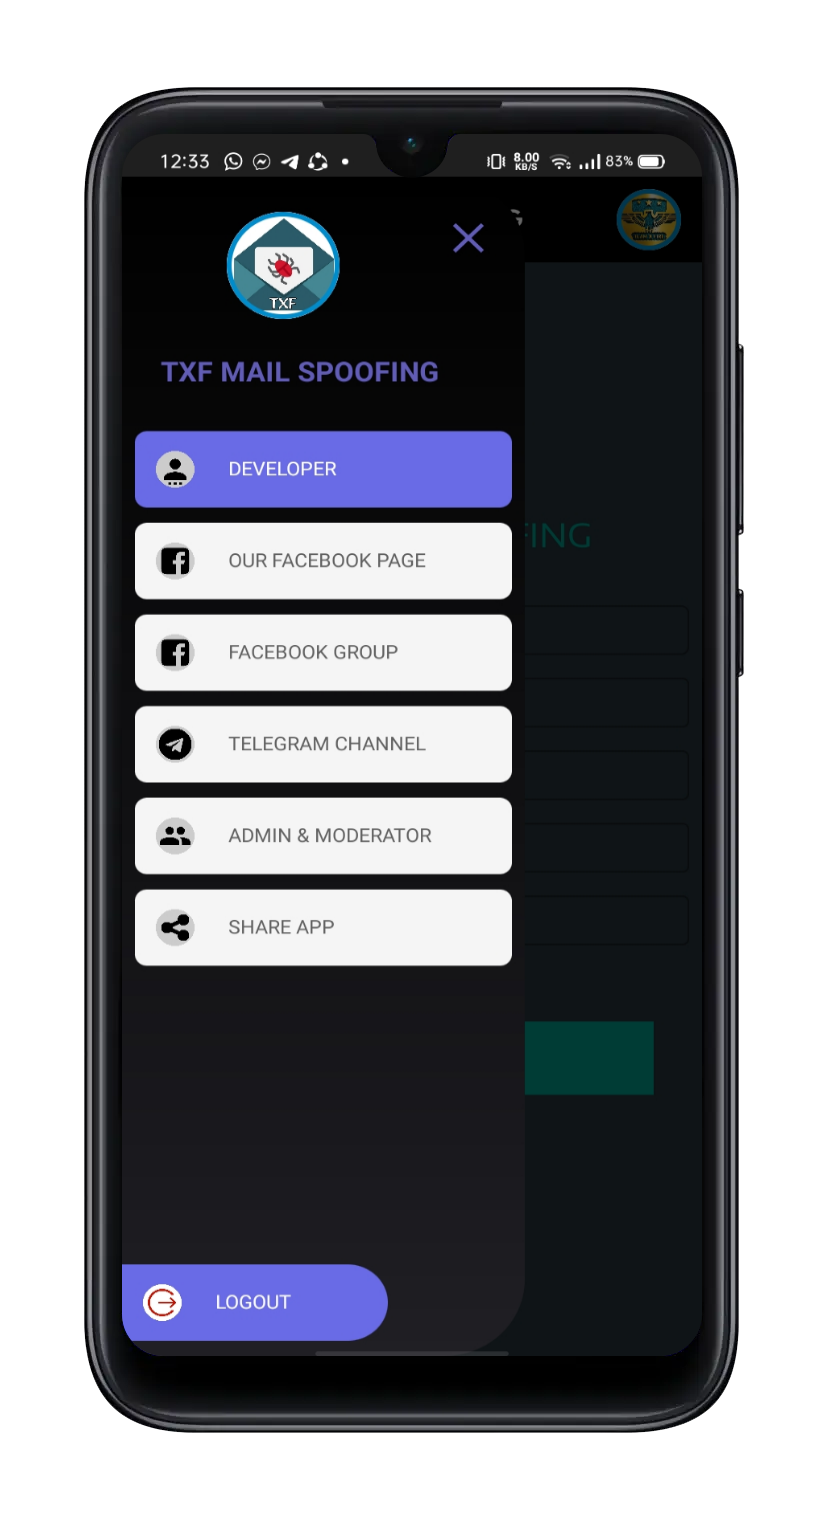 12:33
8.00
KB/S
83%
TXF
TXF MAIL SPOOFING
DEVELOPER
OUR FACEBOOK PAGE
FACEBOOK GROUP
TELEGRAM CHANNEL
ADMIN & MODERATOR
SHARE APP
LOGOUT
FING